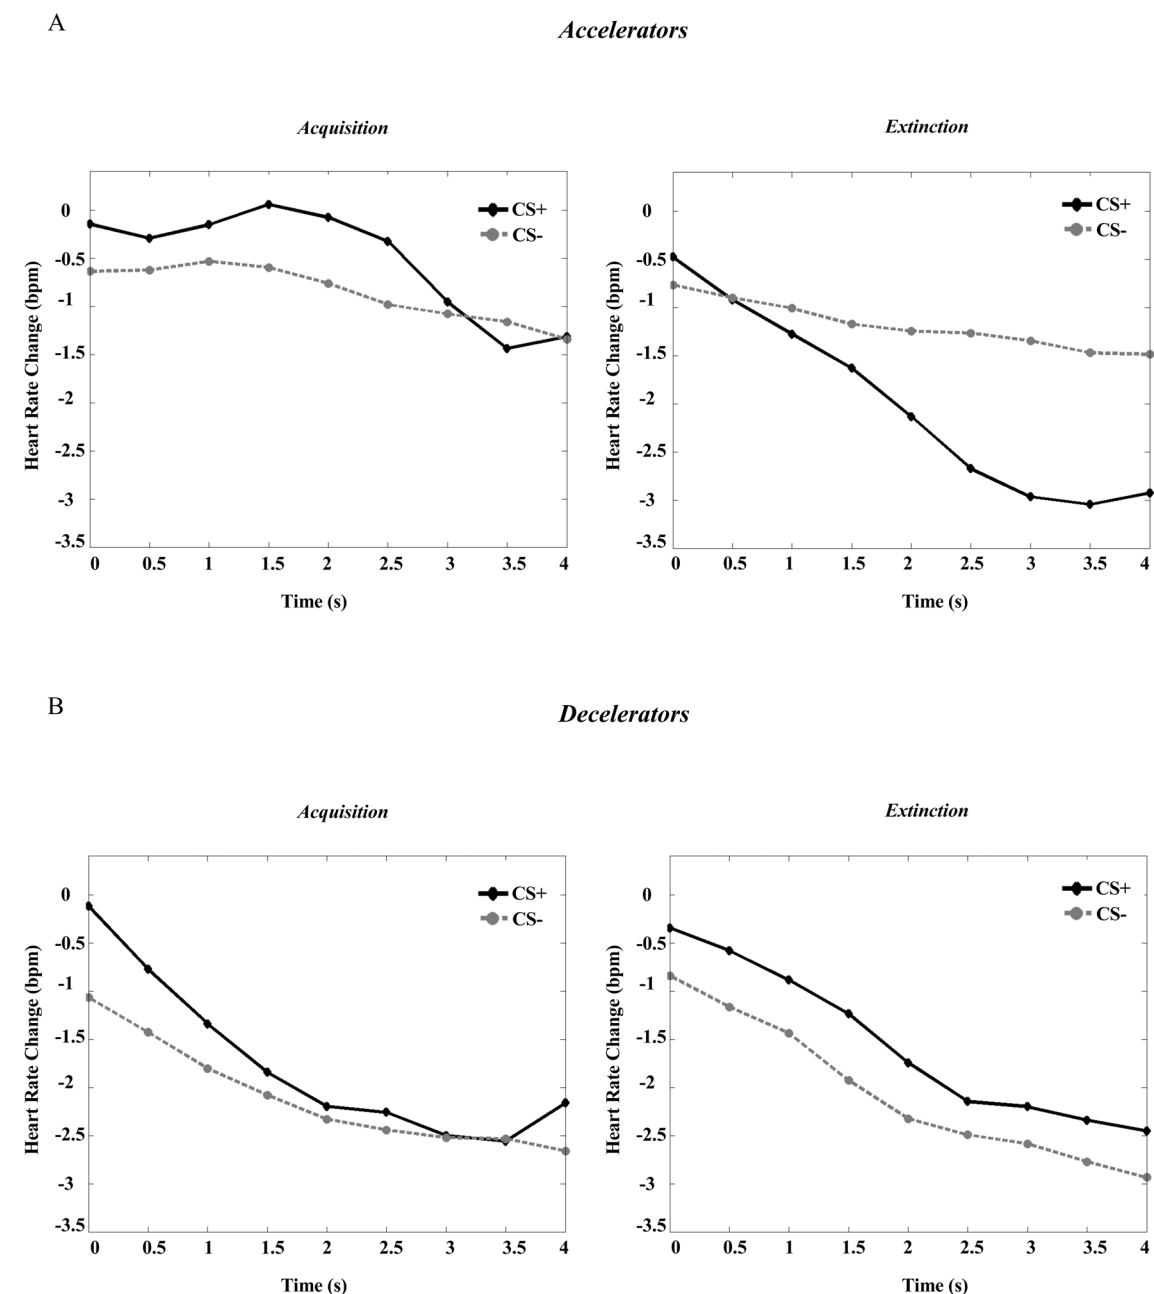 A
Accelerators
Acquisition
Extinction
Heart Rate Change (bpm)
0
-0.5
-1
-1.5
-2
-2.5
-3
-3.5
CS+
CS-
0 0.5 1 1.5 2 2.5 3 3.5 4
Time (s)
Heart Rate Change (bpm)
0
-0.5
-1
-1.5
-2
-2.5
-3
-3.5
CS+
CS-
0 0.5 1 1.5 2 2.5 3 3.5 4
Time (s)
B
Decelerators
Acquisition
Extinction
Heart Rate Change (bpm)
0
-0.5
-1
-1.5
-2
-2.5
-3
-3.5
CS+
CS-
0 0.5 1 1.5 2 2.5 3 3.5 4
Time (s)
Heart Rate Change (bpm)
0
-0.5
-1
-1.5
-2
-2.5
-3
-3.5
CS+
CS-
0 0.5 1 1.5 2 2.5 3 3.5 4
Time (s)